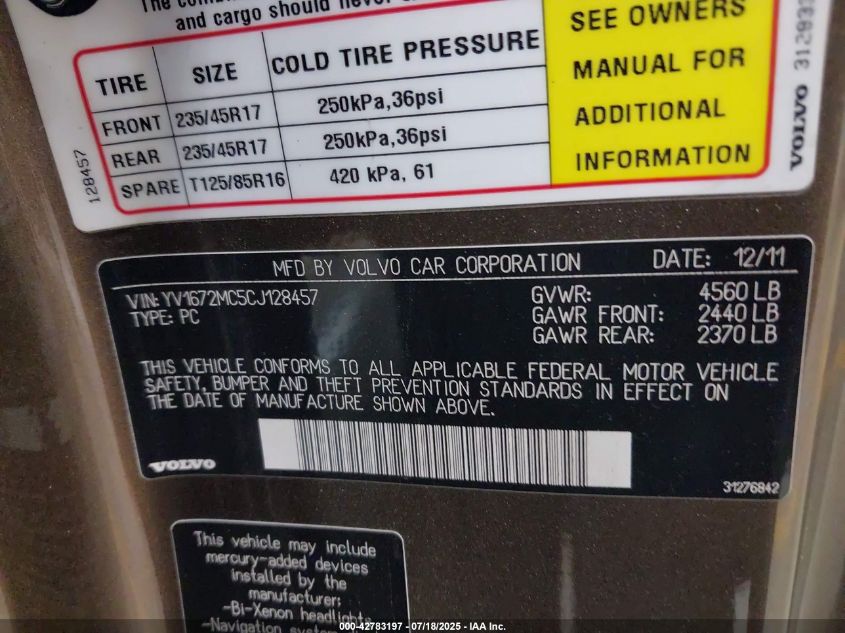 The
and cargo should never
TIRE SIZE COLD TIRE PRESSURE
FRONT 235/45R17 250kPa,36psi
REAR 235/45R17 250kPa,36psi
SPARE T125/85R16 420 kPa, 61
SEE OWNERS
MANUAL FOR
ADDITIONAL
INFORMATION
128457
VOLVO
MFD BY VOLVO CAR CORPORATION DATE: 12/11
VIN: YV1672MC5CJ128457 GVWR: 4560 LB
TYPE: PC GAWR FRONT: 2440 LB
GAWR REAR: 2370 LB
THIS VEHICLE CONFORMS TO ALL APPLICABLE FEDERAL MOTOR VEHICLE
SAFETY, BUMPER AND THEFT PREVENTION STANDARDS IN EFFECT ON
THE DATE OF MANUFACTURE SHOWN ABOVE.
VOLVO 31276842
This vehicle may include
mercury-added devices
installed by the
manufacturer:
-Bi-Xenon headlights
-Navigation
000-42783197 - 07/18/2025 - IAA Inc.